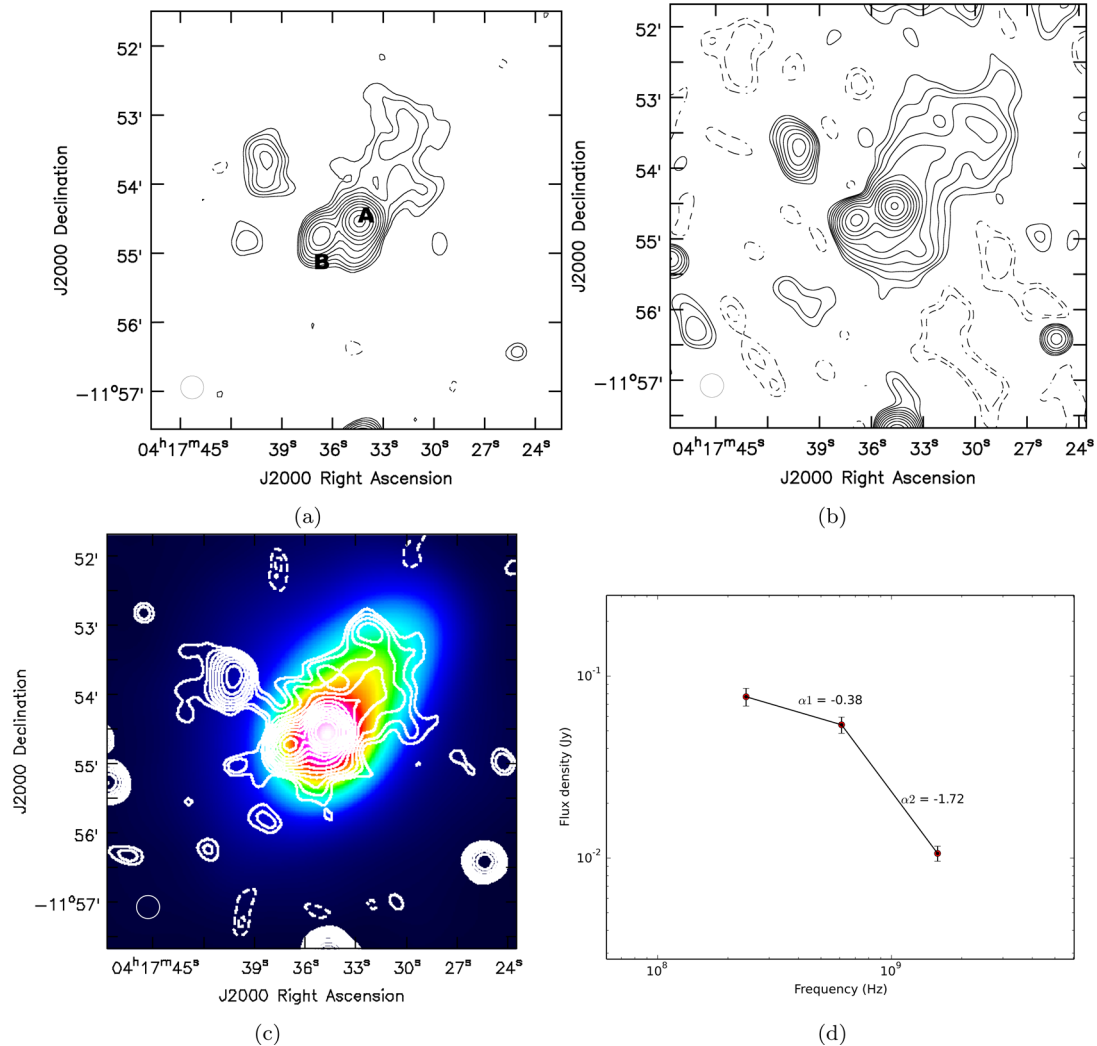 52'
53'
54'
55'
56'
−11°57'
J2000 Declination
A
B
04ʰ17ᵐ45ˢ 39ˢ 36ˢ 33ˢ 30ˢ 27ˢ 24ˢ
J2000 Right Ascension
(a)
52'
53'
54'
55'
56'
−11°57'
J2000 Declination
04ʰ17ᵐ45ˢ 39ˢ 36ˢ 33ˢ 30ˢ 27ˢ 24ˢ
J2000 Right Ascension
(b)
52'
53'
54'
55'
56'
−11°57'
J2000 Declination
04ʰ17ᵐ45ˢ 39ˢ 36ˢ 33ˢ 30ˢ 27ˢ 24ˢ
J2000 Right Ascension
(c)
10⁻¹
10⁻²
Flux density (Jy)
α1 = -0.38
α2 = -1.72
10⁸ 10⁹
Frequency (Hz)
(d)